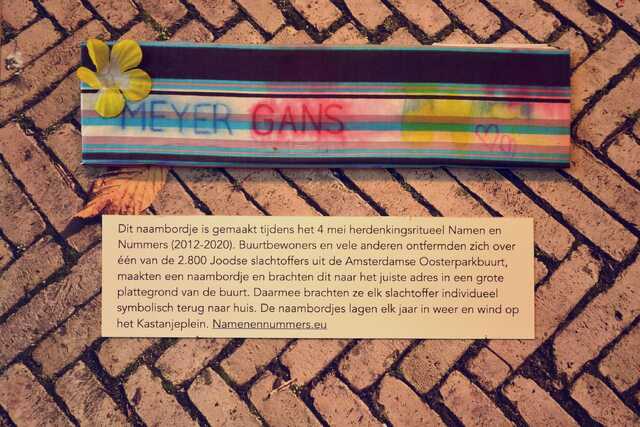 MEYER GANS
Dit naambordje is gemaakt tijdens het 4 mei herdenkingsritueel Namen en
Nummers (2012-2020). Buurtbewoners en vele anderen ontfermden zich over
één van de 2.800 Joodse slachtoffers uit de Amsterdamse Oosterparkbuurt,
maakten een naambordje en brachten dit naar het juiste adres in een grote
plattegrond van de buurt. Daarmee brachten ze elk slachtoffer individueel
symbolisch terug naar huis. De naambordjes lagen elk jaar in weer en wind op
het Kastanjeplein. Namenennummers.eu